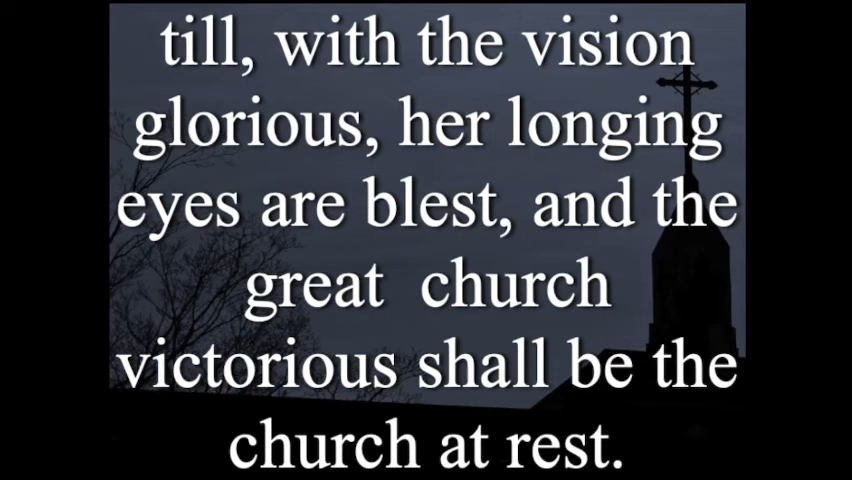 till, with the vision
glorious, her longing
eyes are blest, and the
great church
victorious shall be the
church at rest.